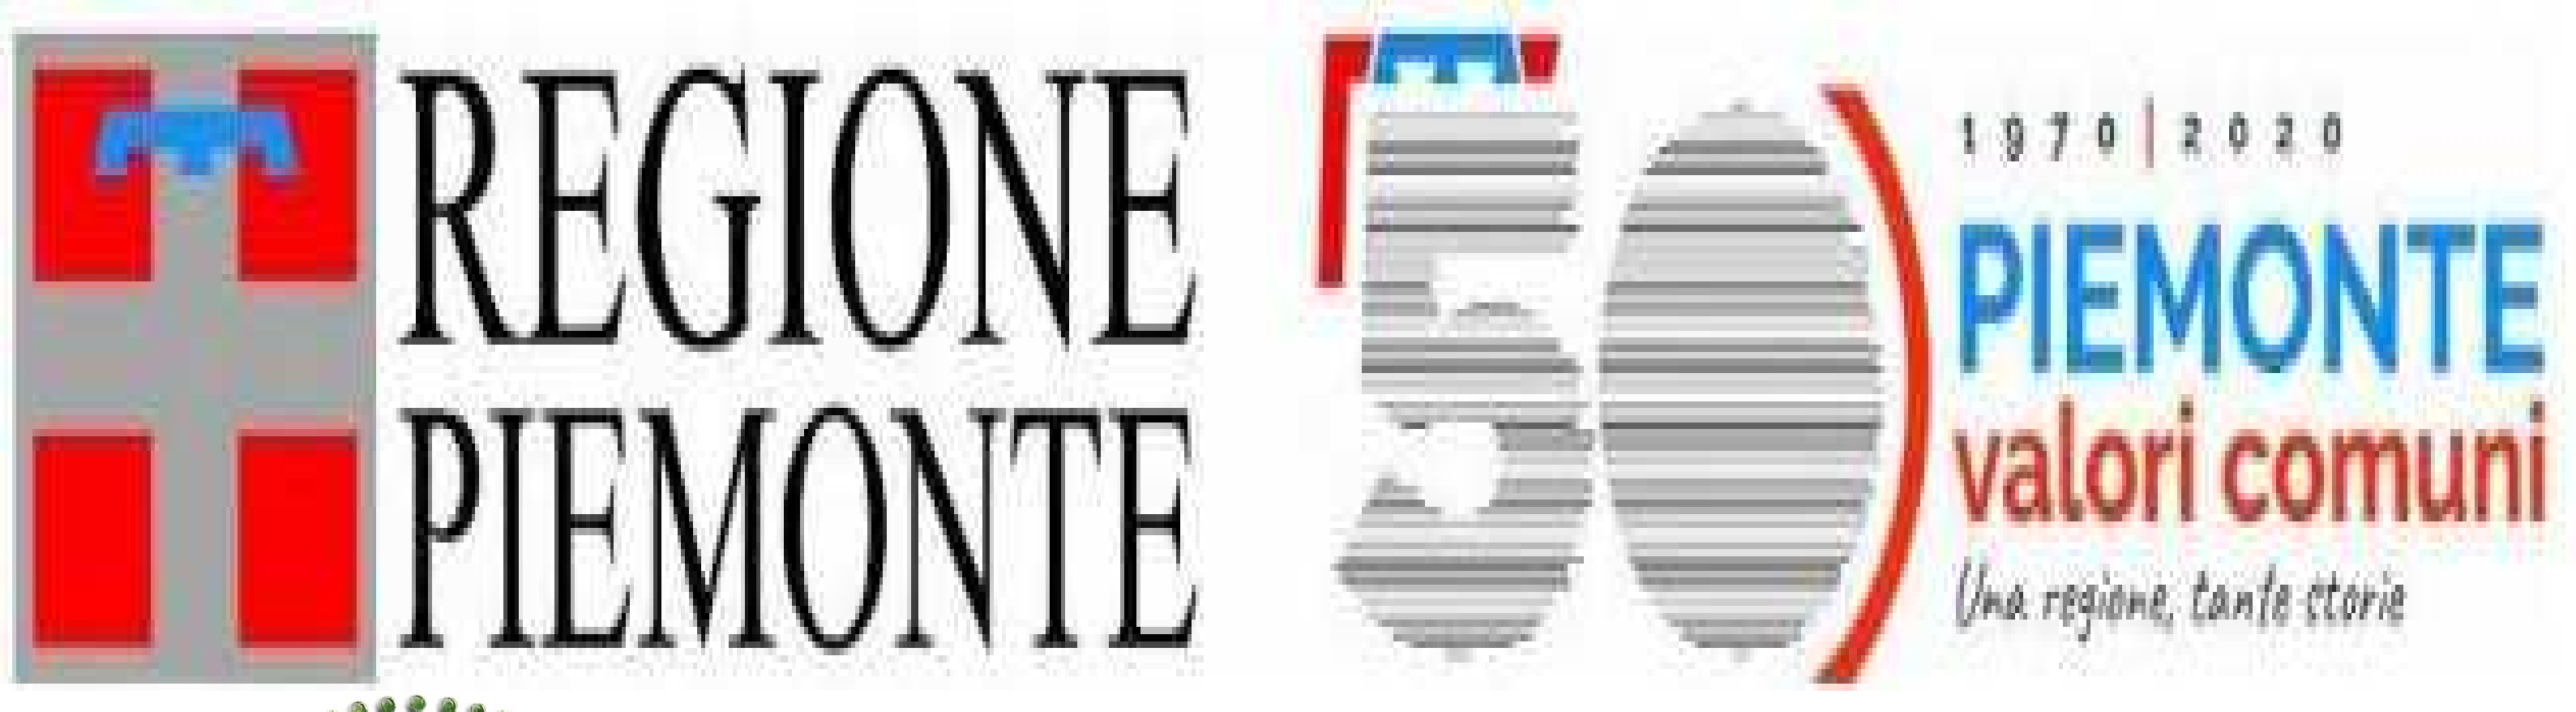 REGIONE
PIEMONTE
50
1970|2020
PIEMONTE
valori comuni
Una regione, tante storie